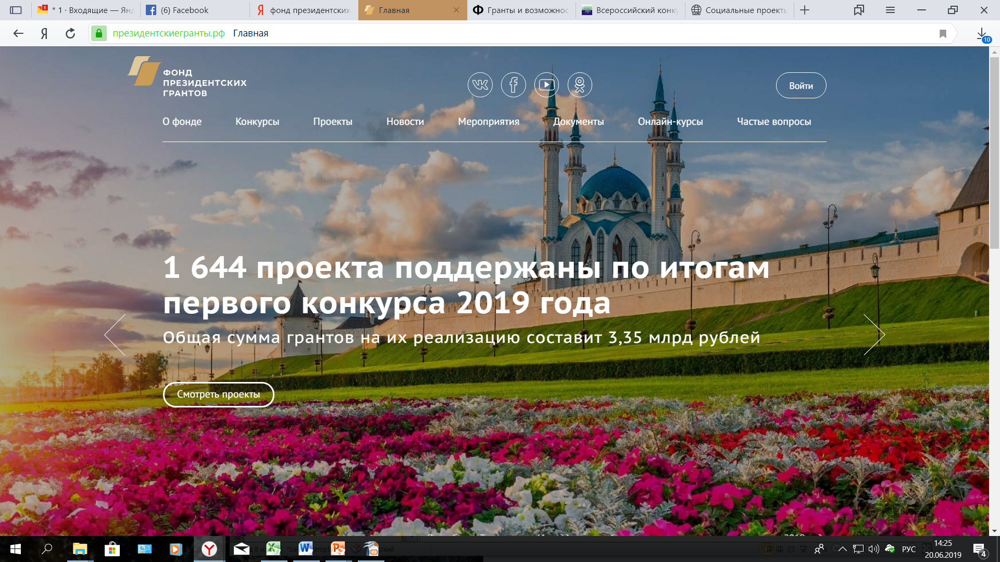 * 1 · Входящие — Янд
(6) Facebook
фонд президентских
Главная
Гранты и возможнос
Всероссийский конку
Социальные проекты
президентскиегранты.рф Главная
10
ФОНД
ПРЕЗИДЕНТСКИХ
ГРАНТОВ
Войти
О фонде Конкурсы Проекты Новости Мероприятия Документы Онлайн-курсы Частые вопросы
1 644 проекта поддержаны по итогам
первого конкурса 2019 года
Общая сумма грантов на их реализацию составит 3,35 млрд рублей
Смотреть проекты
РУС
14:25
20.06.2019
4